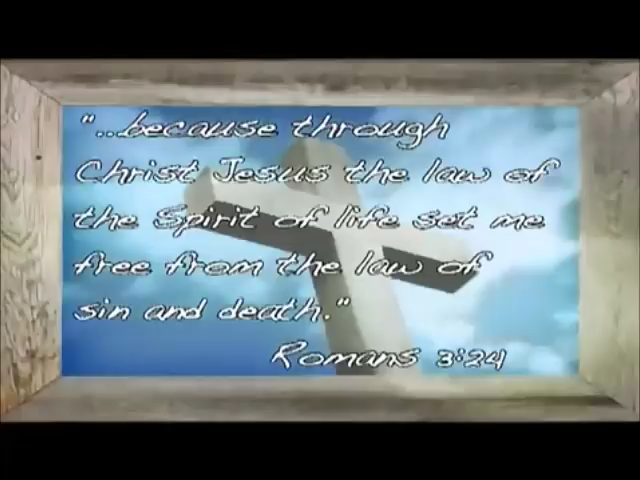 "...because through
Christ Jesus the law of
the Spirit of life set me
free from the law of
sin and death."
Romans 3:24